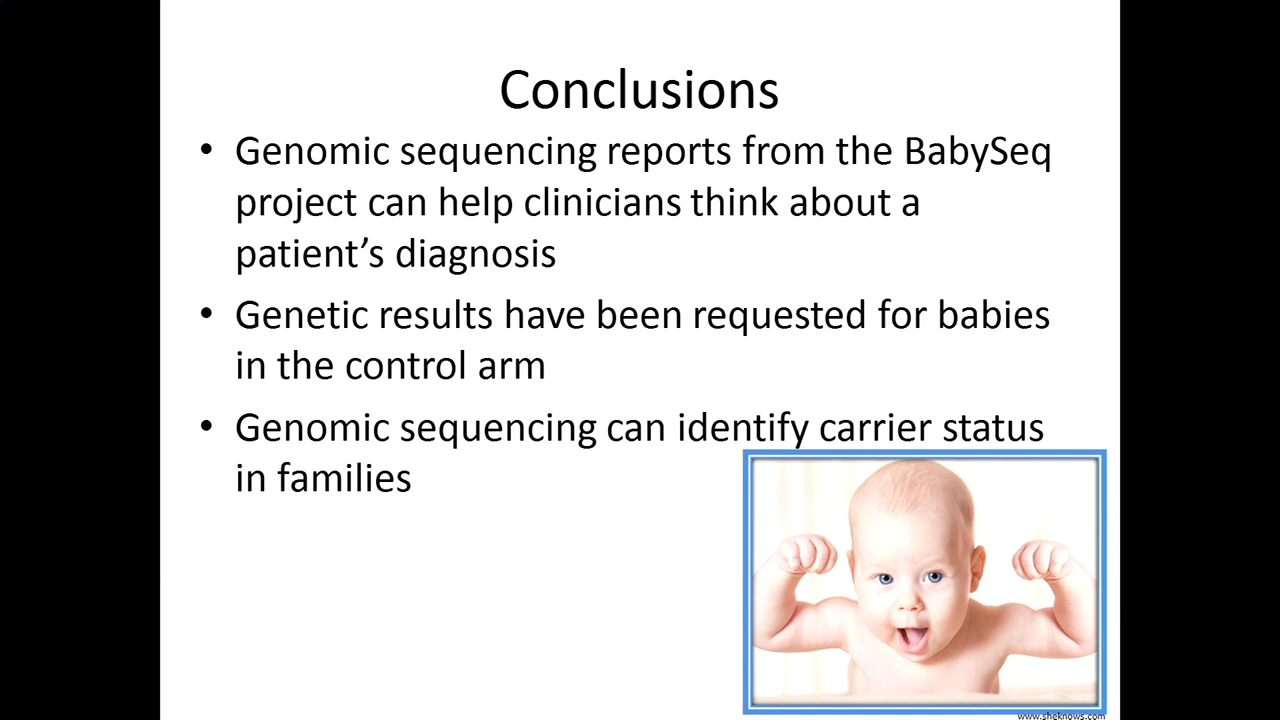 Conclusions
• Genomic sequencing reports from the BabySeq
project can help clinicians think about a
patient’s diagnosis
• Genetic results have been requested for babies
in the control arm
• Genomic sequencing can identify carrier status
in families
www.sheknows.com